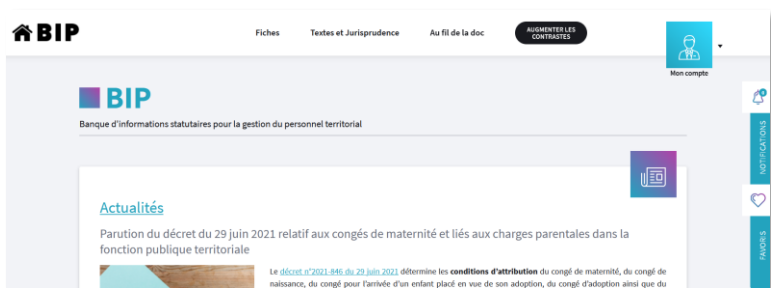 BIP
Fiches
Textes et Jurisprudence
Au fil de la doc
AUGMENTER LES
CONTRASTES
Mon compte
BIP
Banque d'informations statutaires pour la gestion du personnel territorial
NOTIFICATIONS
FAVORIS
Actualités
Parution du décret du 29 juin 2021 relatif aux congés de maternité et liés aux charges parentales dans la
fonction publique territoriale
Le décret n°2021-846 du 29 juin 2021 détermine les conditions d'attribution du congé de maternité, du congé de
naissance, du congé pour l'arrivée d'un enfant placé en vue de son adoption, du congé d'adoption ainsi que du